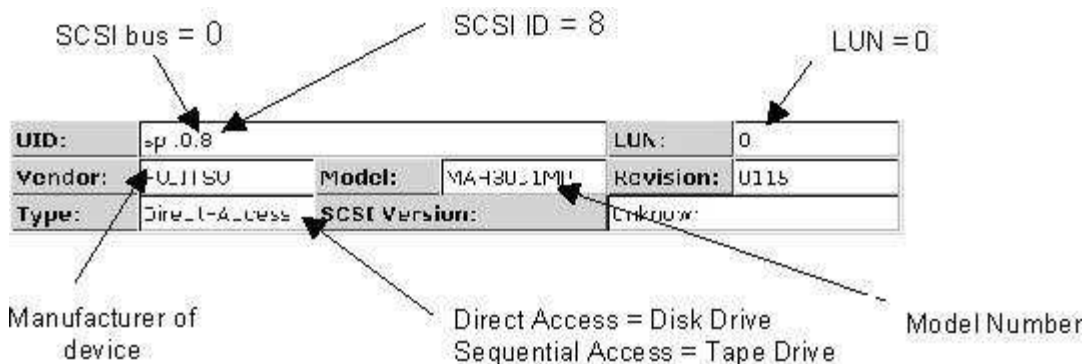 SCSI bus = 0
SCSI ID = 8
LUN = 0
UID:
LUN:
0
Vendor:
Model:
Revision:
Type:
Direct-Access
SCSI Version:
Manufacturer of
device
Direct Access = Disk Drive
Sequential Access = Tape Drive
Model Number